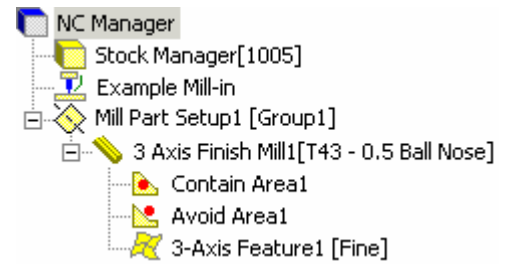 NC Manager
Stock Manager[1005]
Example Mill-in
Mill Part Setup1 [Group1]
3 Axis Finish Mill1[T43 - 0.5 Ball Nose]
Contain Area1
Avoid Area1
3-Axis Feature1 [Fine]